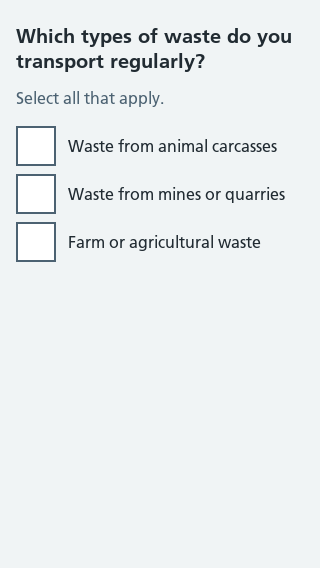 Which types of waste do you
transport regularly?
Select all that apply.
Waste from animal carcasses
Waste from mines or quarries
Farm or agricultural waste